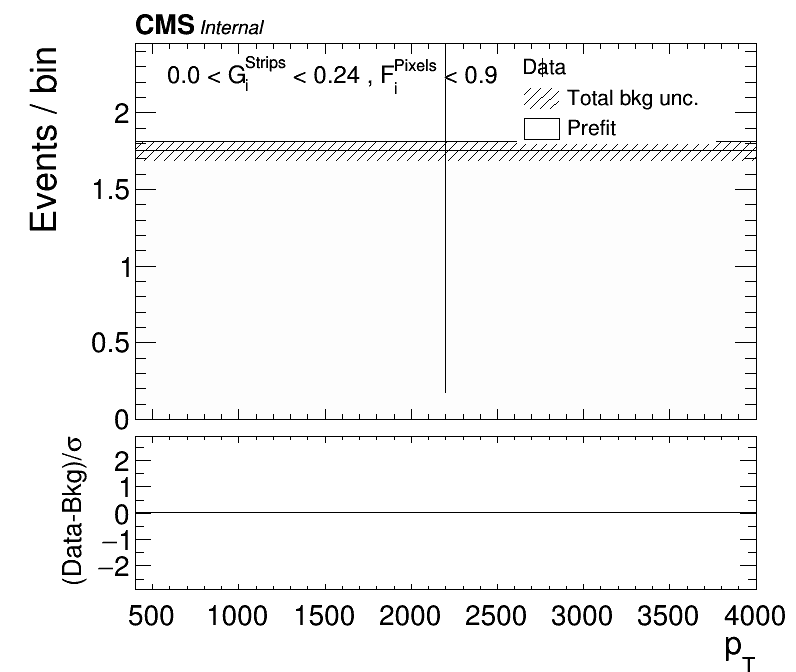 CMS Internal
0.0 < G_i^Strips < 0.24 , F_i^Pixels < 0.9
Data
Total bkg unc.
Prefit
Events / bin
2
1.5
1
0.5
0
(Data-Bkg)/σ
2
1
0
−1
−2
500 1000 1500 2000 2500 3000 3500 4000
p_T